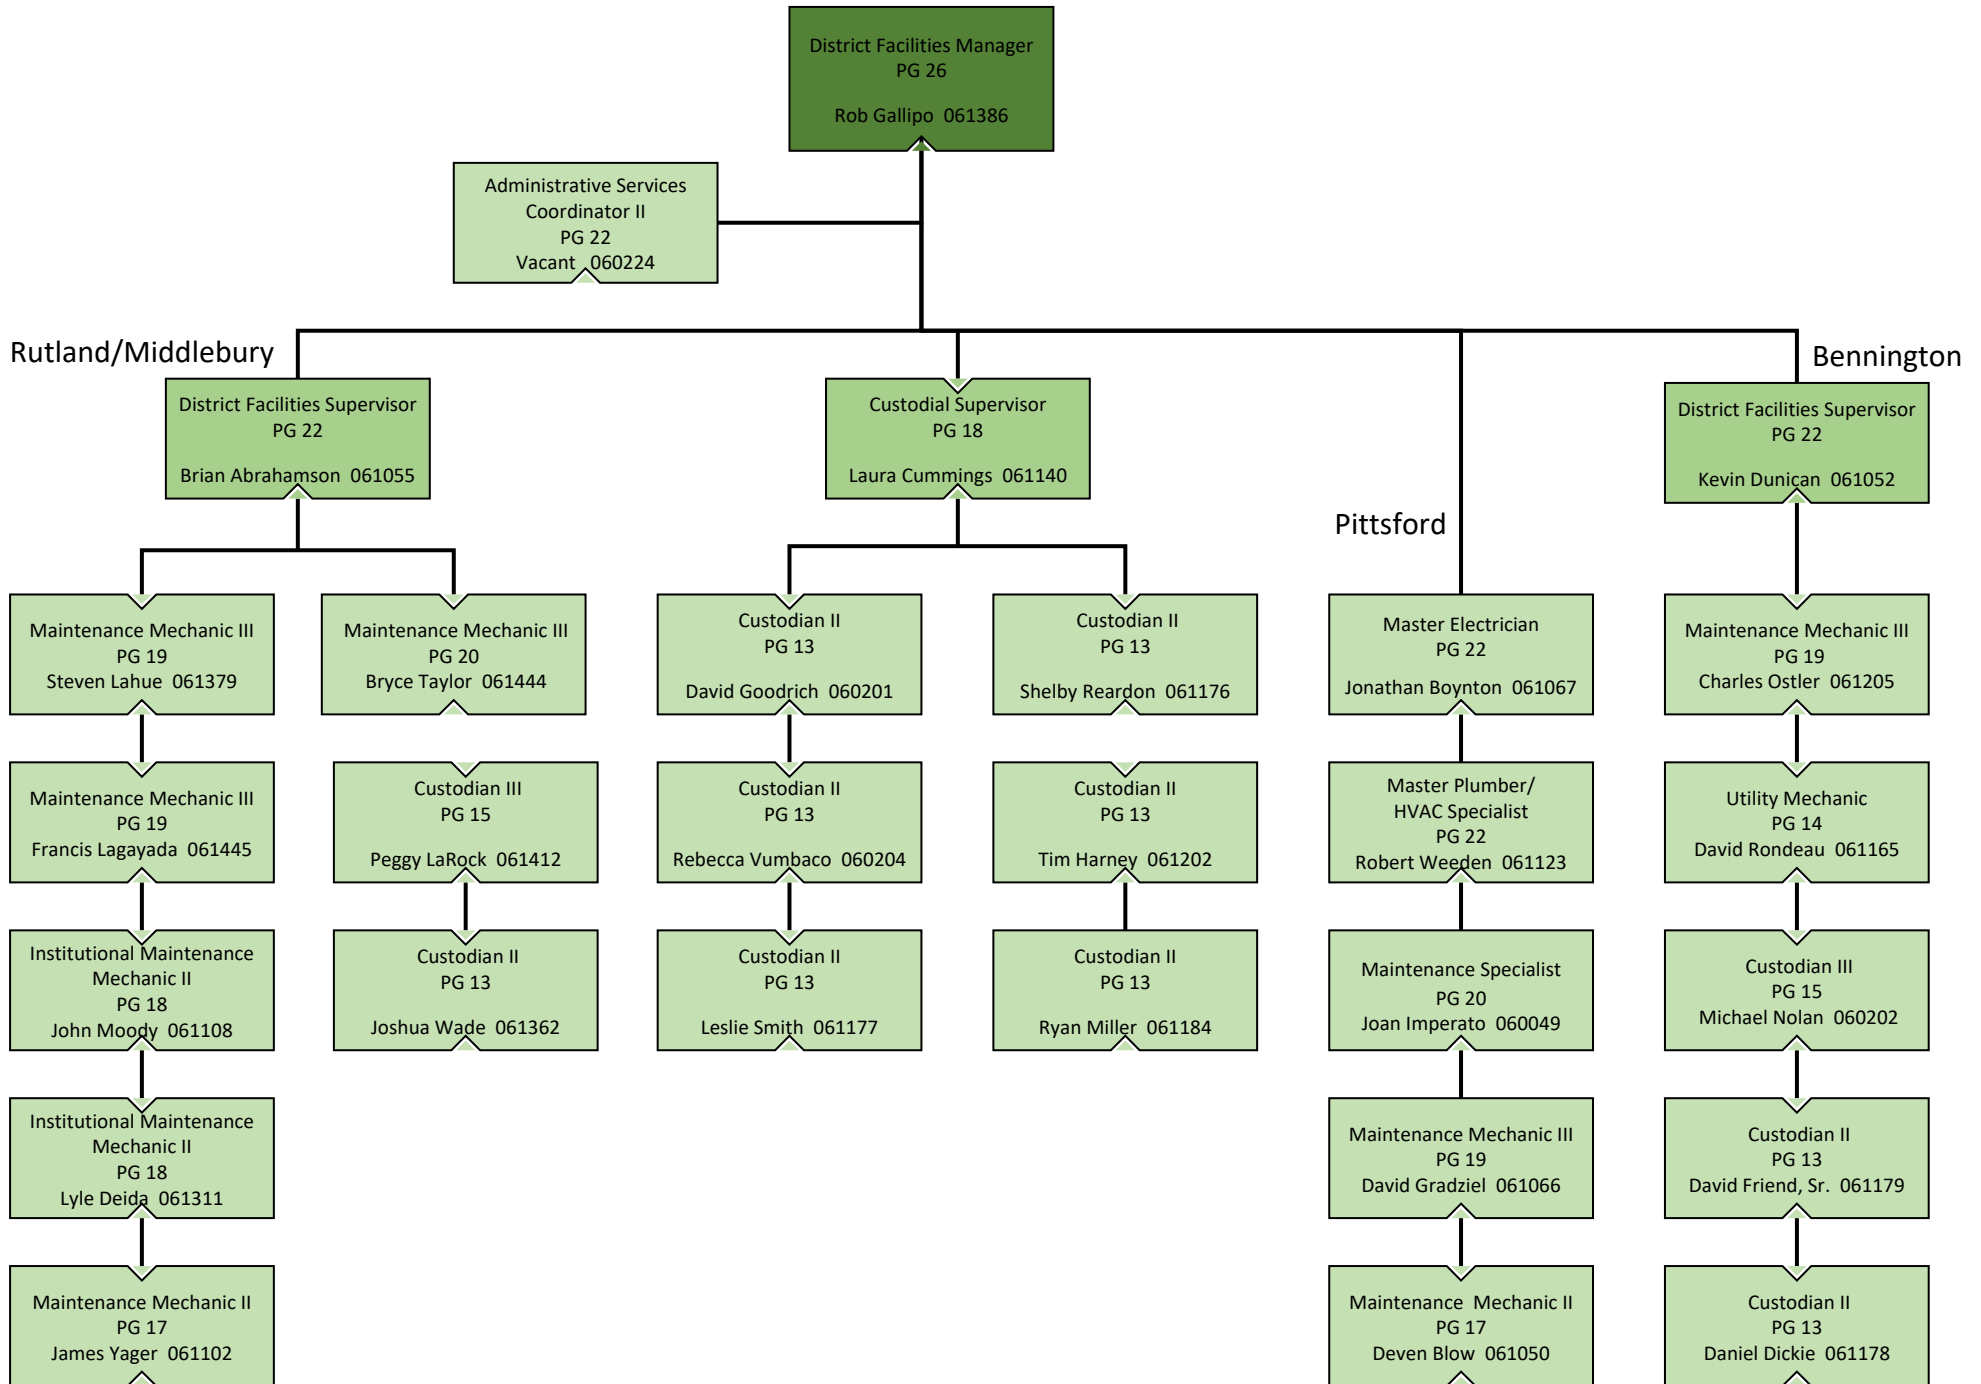 District Facilities Manager
PG 26
Rob Gallipo  061386
Administrative Services
Coordinator II
PG 22
Vacant  060224
Rutland/Middlebury
Bennington
District Facilities Supervisor
PG 22
Brian Abrahamson  061055
Custodial Supervisor
PG 18
Laura Cummings  061140
District Facilities Supervisor
PG 22
Kevin Dunican  061052
Pittsford
Maintenance Mechanic III
PG 19
Steven Lahue  061379
Maintenance Mechanic III
PG 20
Bryce Taylor  061444
Custodian II
PG 13
David Goodrich  060201
Custodian II
PG 13
Shelby Reardon  061176
Master Electrician
PG 22
Jonathan Boynton  061067
Maintenance Mechanic III
PG 19
Charles Ostler  061205
Maintenance Mechanic III
PG 19
Francis Lagayada  061445
Custodian III
PG 15
Peggy LaRock  061412
Custodian II
PG 13
Rebecca Vumbaco  060204
Custodian II
PG 13
Tim Harney  061202
Master Plumber/
HVAC Specialist
PG 22
Robert Weeden  061123
Utility Mechanic
PG 14
David Rondeau  061165
Institutional Maintenance
Mechanic II
PG 18
John Moody  061108
Custodian II
PG 13
Joshua Wade  061362
Custodian II
PG 13
Leslie Smith  061177
Custodian II
PG 13
Ryan Miller  061184
Maintenance Specialist
PG 20
Joan Imperato  060049
Custodian III
PG 15
Michael Nolan  060202
Institutional Maintenance
Mechanic II
PG 18
Lyle Deida  061311
Maintenance Mechanic III
PG 19
David Gradziel  061066
Custodian II
PG 13
David Friend, Sr.  061179
Maintenance Mechanic II
PG 17
James Yager  061102
Maintenance  Mechanic II
PG 17
Deven Blow  061050
Custodian II
PG 13
Daniel Dickie  061178